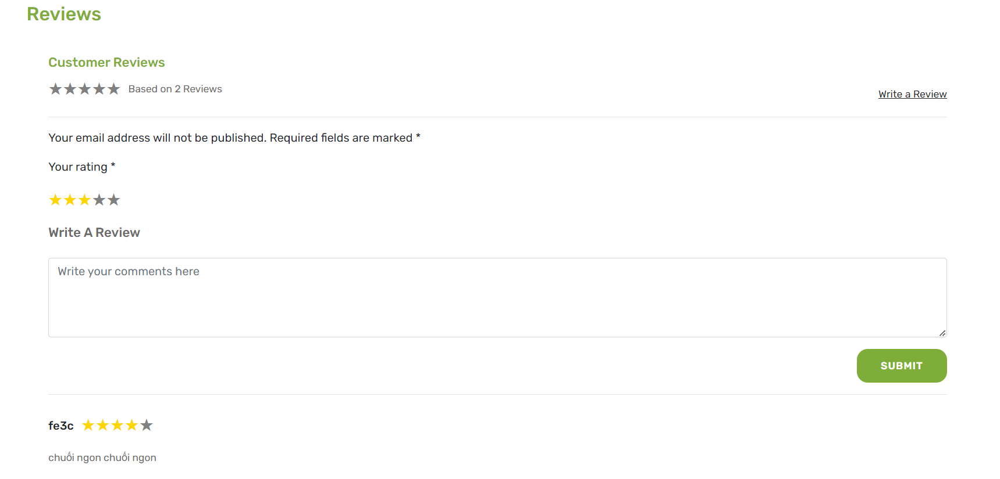 Reviews
Customer Reviews
★★★★★ Based on 2 Reviews
Write a Review
Your email address will not be published. Required fields are marked *
Your rating *
★★★★★
Write A Review
Write your comments here
SUBMIT
fe3c ★★★★★
chuối ngon chuối ngon